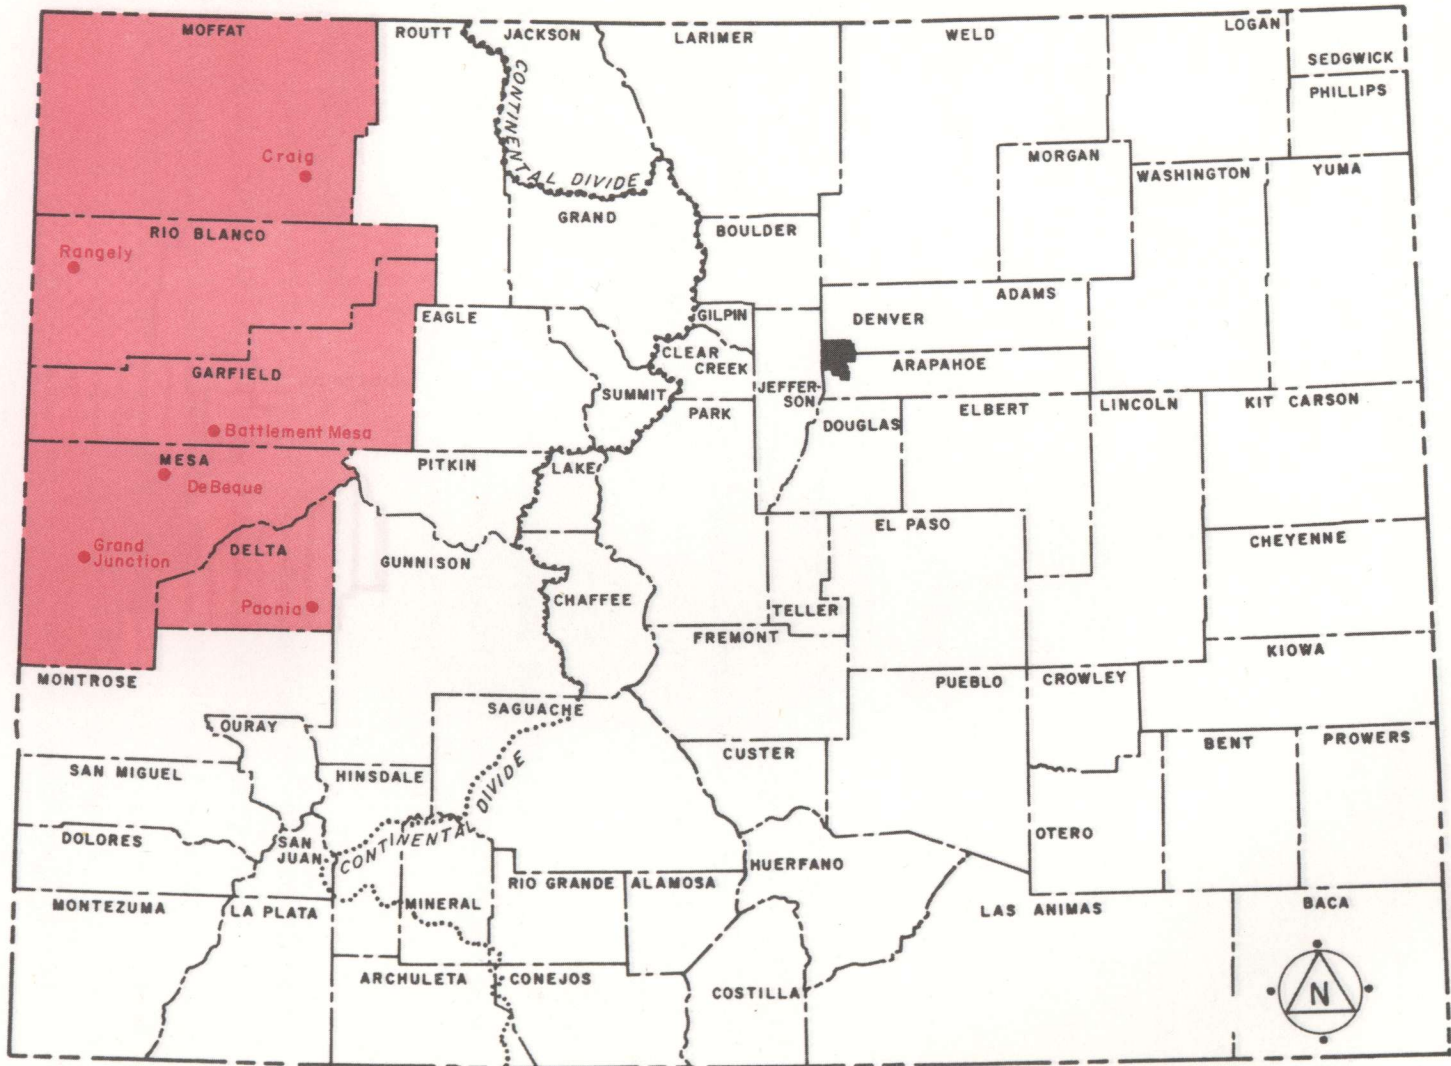 MOFFAT
ROUTT
JACKSON
LARIMER
WELD
LOGAN
SEDGWICK
PHILLIPS
CONTINENTAL DIVIDE
Craig
MORGAN
WASHINGTON
YUMA
RIO BLANCO
GRAND
BOULDER
Rangely
ADAMS
EAGLE
GILPIN
DENVER
CLEAR
CREEK
ARAPAHOE
GARFIELD
SUMMIT
JEFFER-
SON
PARK
DOUGLAS
ELBERT
LINCOLN
KIT CARSON
Battlement Mesa
MESA
PITKIN
LAKE
DeBeque
EL PASO
Grand
Junction
DELTA
GUNNISON
CHEYENNE
CHAFFEE
Paonia
TELLER
FREMONT
KIOWA
MONTROSE
PUEBLO
CROWLEY
SAGUACHE
OURAY
CUSTER
BENT
PROWERS
SAN MIGUEL
HINSDALE
CONTINENTAL DIVIDE
DOLORES
SAN
JUAN
OTERO
HUERFANO
RIO GRANDE
ALAMOSA
MONTEZUMA
LA PLATA
MINERAL
LAS ANIMAS
BACA
ARCHULETA
CONEJOS
COSTILLA
N